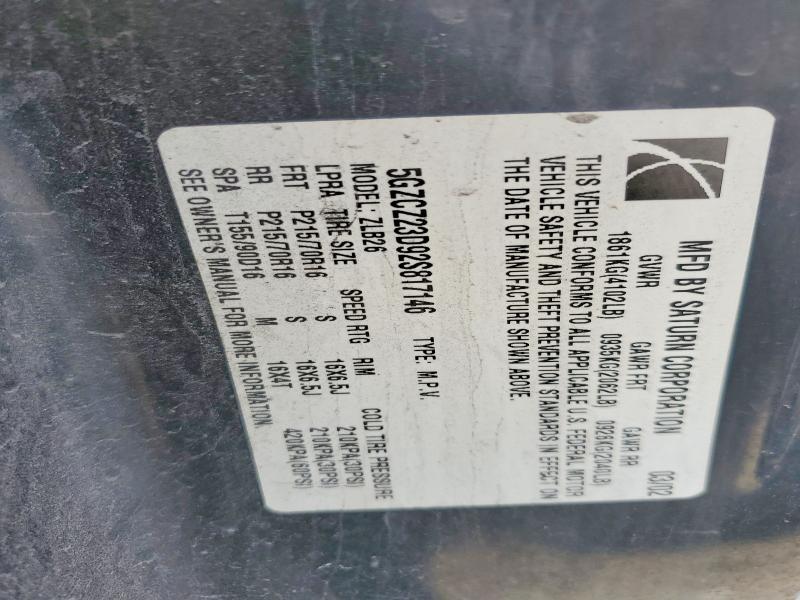 MFD BY SATURN CORPORATION 03/02
GVWR GAWR FRT GAWR RR
1861KG(4102LB) 0935KG(2062LB) 0926KG(2040LB)
THIS VEHICLE CONFORMS TO ALL APPLICABLE U.S. FEDERAL MOTOR
VEHICLE SAFETY AND THEFT PREVENTION STANDARDS IN EFFECT ON
THE DATE OF MANUFACTURE SHOWN ABOVE.
5GZCZ23D92S817146 TYPE: M.P.V.
MODEL: ZLB26
LPRA TIRE SIZE SPEED RTG RIM COLD TIRE PRESSURE
FRT P215/70R16 S 16X6.5J 210KPA(30PSI)
RR P215/70R16 S 16X6.5J 210KPA(30PSI)
SPA T155/90D16 M 16X4T 420KPA(60PSI)
SEE OWNER'S MANUAL FOR MORE INFORMATION.